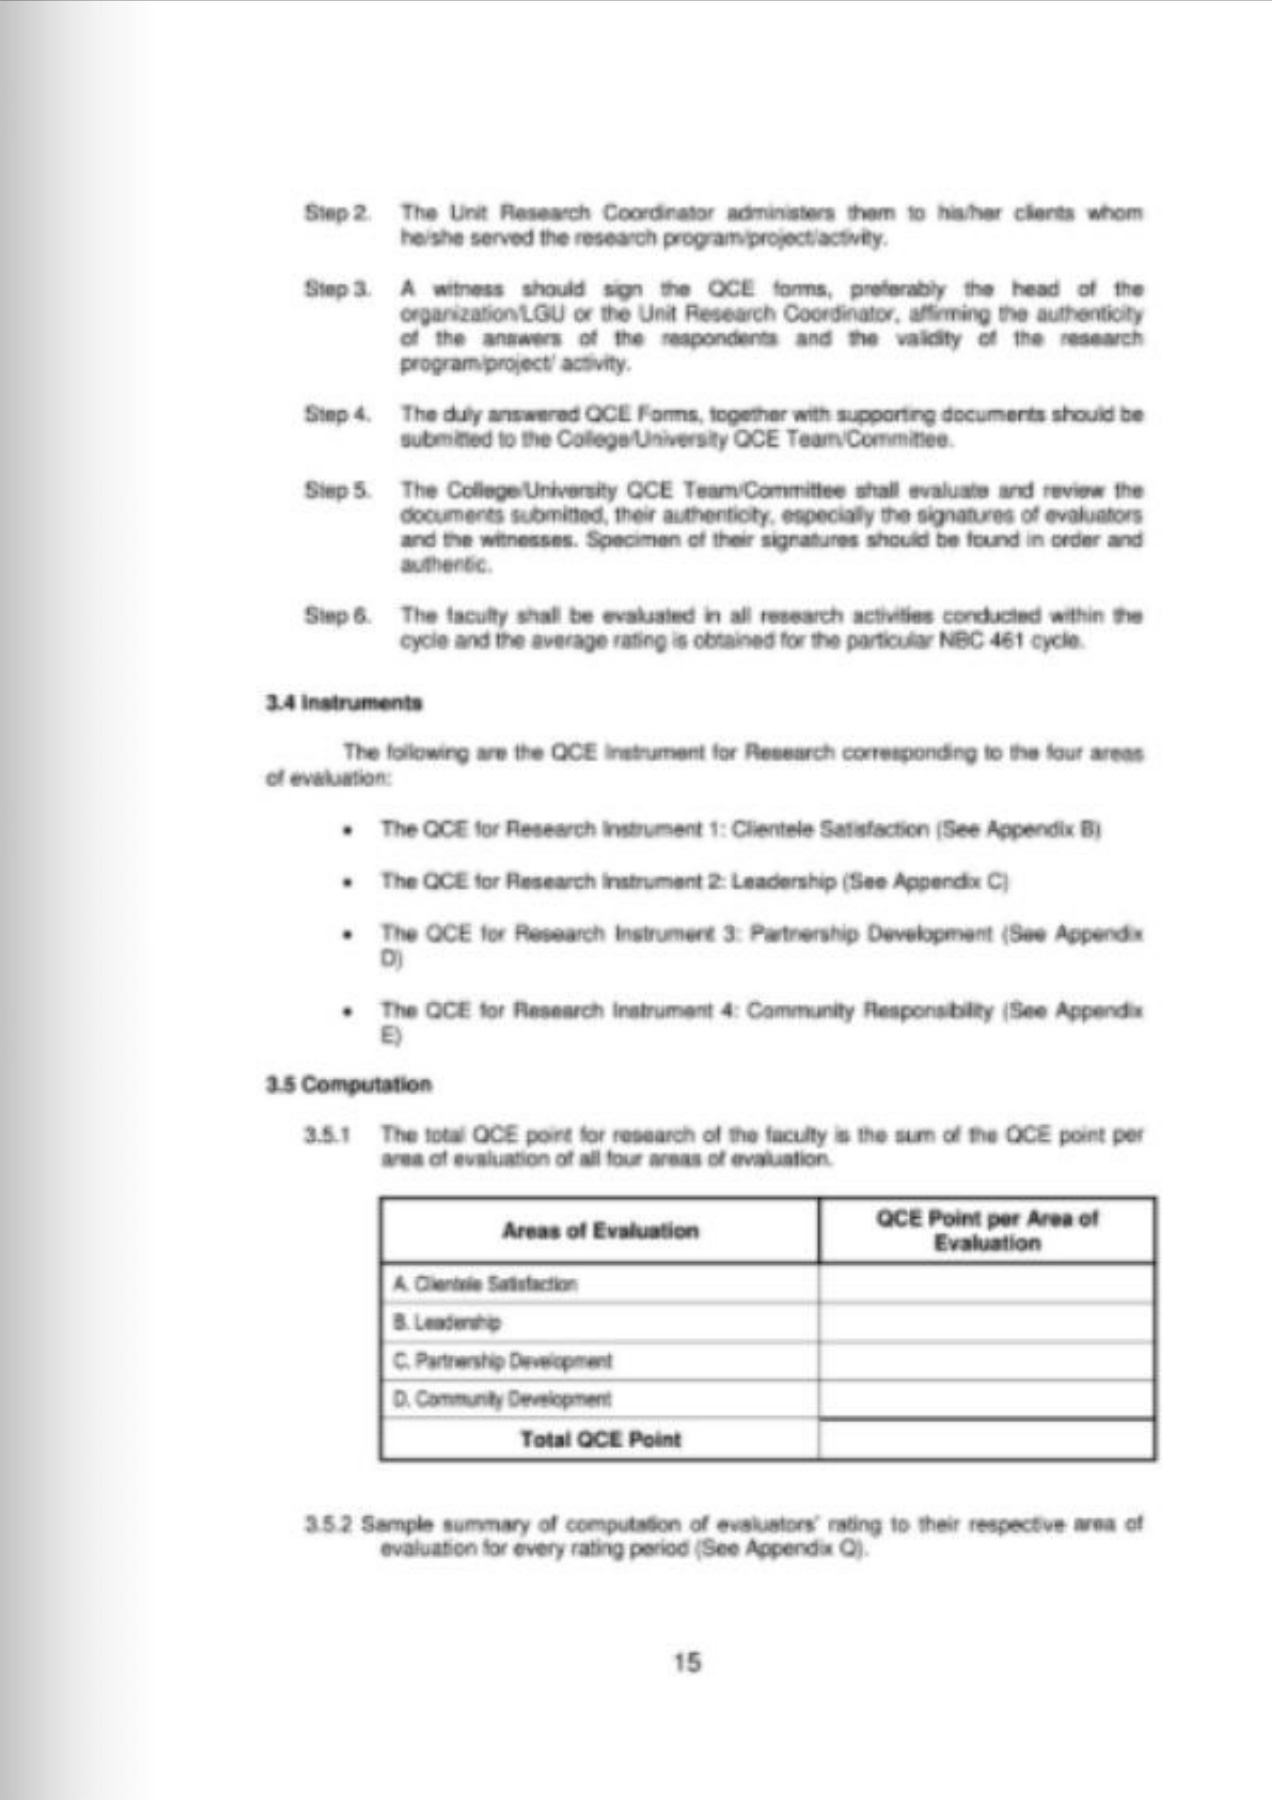 Step 2. The Unit Research Coordinator administers them to his/her clients whom
he/she served the research program/project/activity.
Step 3. A witness should sign the QCE forms, preferably the head of the
organization/LGU or the Unit Research Coordinator, affirming the authenticity
of the answers of the respondents and the validity of the research
program/project/ activity.
Step 4. The duly answered QCE Forms, together with supporting documents should be
submitted to the College/University QCE Team/Committee.
Step 5. The College/University QCE Team/Committee shall evaluate and review the
documents submitted, their authenticity, especially the signatures of evaluators
and the witnesses. Specimen of their signatures should be found in order and
authentic.
Step 6. The faculty shall be evaluated in all research activities conducted within the
cycle and the average rating is obtained for the particular NBC 461 cycle.
3.4 Instruments
The following are the QCE Instrument for Research corresponding to the four areas
of evaluation:
• The QCE for Research Instrument 1: Clientele Satisfaction (See Appendix B)
• The QCE for Research Instrument 2: Leadership (See Appendix C)
• The QCE for Research Instrument 3: Partnership Development (See Appendix
D)
• The QCE for Research Instrument 4: Community Responsibility (See Appendix
E)
3.5 Computation
3.5.1 The total QCE point for research of the faculty is the sum of the QCE point per
area of evaluation of all four areas of evaluation.
Areas of Evaluation
QCE Point per Area of
Evaluation
A. Clientele Satisfaction
B. Leadership
C. Partnership Development
D. Community Development
Total QCE Point
3.5.2 Sample summary of computation of evaluators' rating to their respective area of
evaluation for every rating period (See Appendix Q).
15